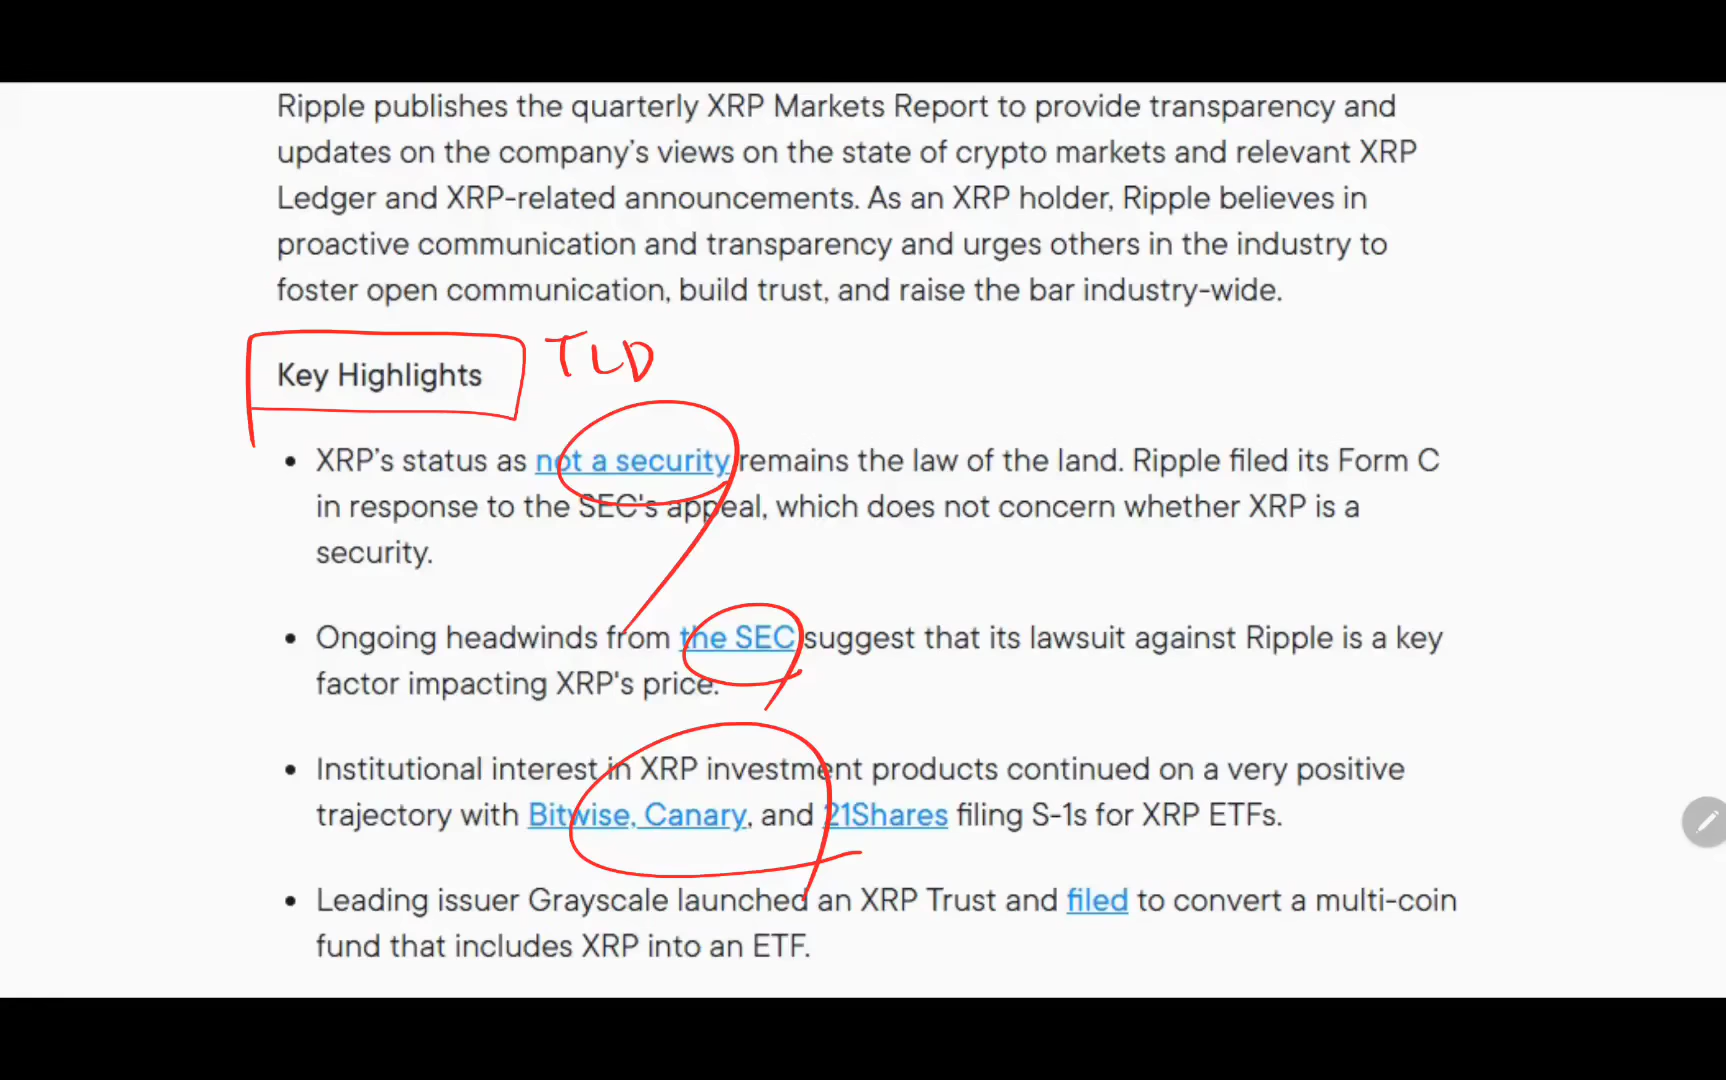 Ripple publishes the quarterly XRP Markets Report to provide transparency and
updates on the company’s views on the state of crypto markets and relevant XRP
Ledger and XRP-related announcements. As an XRP holder, Ripple believes in
proactive communication and transparency and urges others in the industry to
foster open communication, build trust, and raise the bar industry-wide.
Key Highlights TLD
• XRP’s status as not a security remains the law of the land. Ripple filed its Form C
in response to the SEC's appeal, which does not concern whether XRP is a
security.
• Ongoing headwinds from the SEC suggest that its lawsuit against Ripple is a key
factor impacting XRP's price.
• Institutional interest in XRP investment products continued on a very positive
trajectory with Bitwise, Canary, and 21Shares filing S-1s for XRP ETFs.
• Leading issuer Grayscale launched an XRP Trust and filed to convert a multi-coin
fund that includes XRP into an ETF.